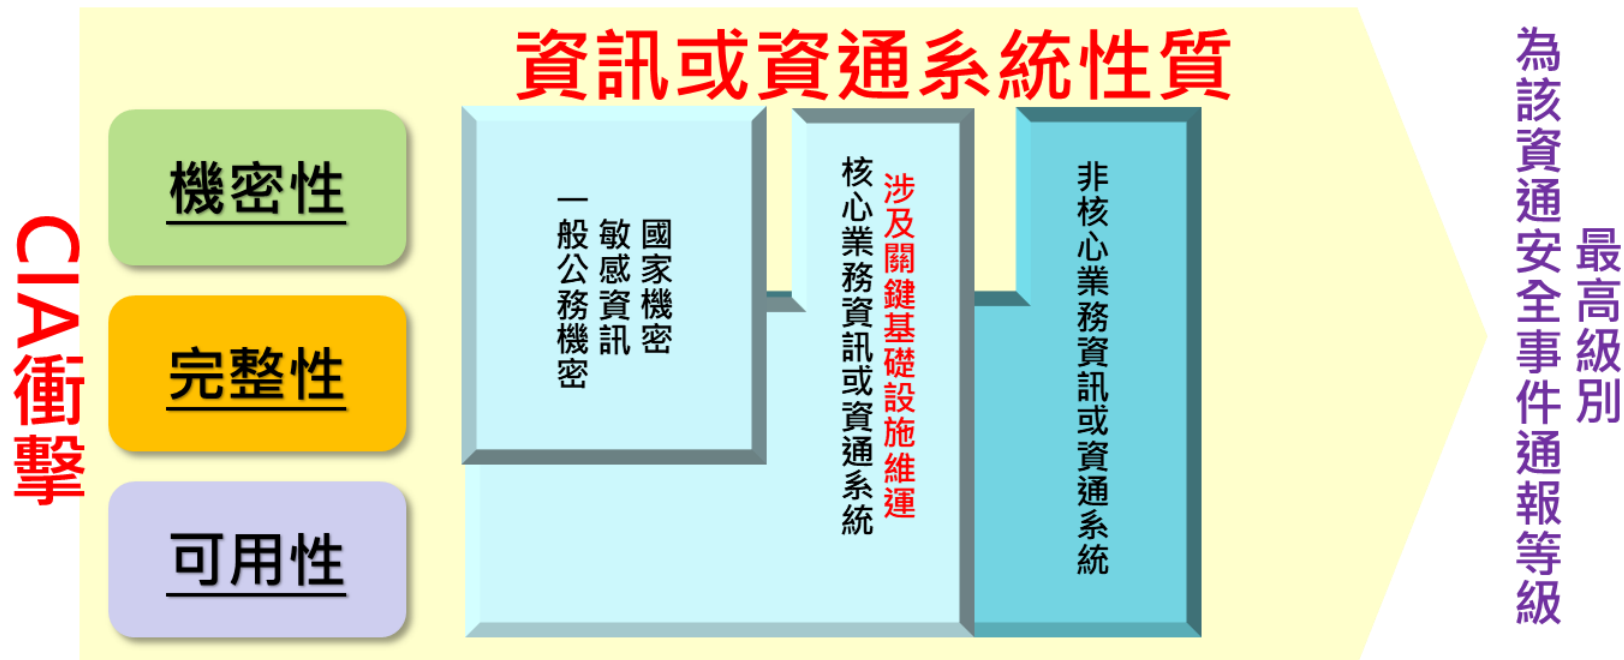 資訊或資通系統性質
CIA衝擊
機密性
完整性
可用性
國家機密
敏感資訊
一般公務機密
涉及關鍵基礎設施維運
核心業務資訊或資通系統
非核心業務資訊或資通系統
最高級別
為該資通安全事件通報等級